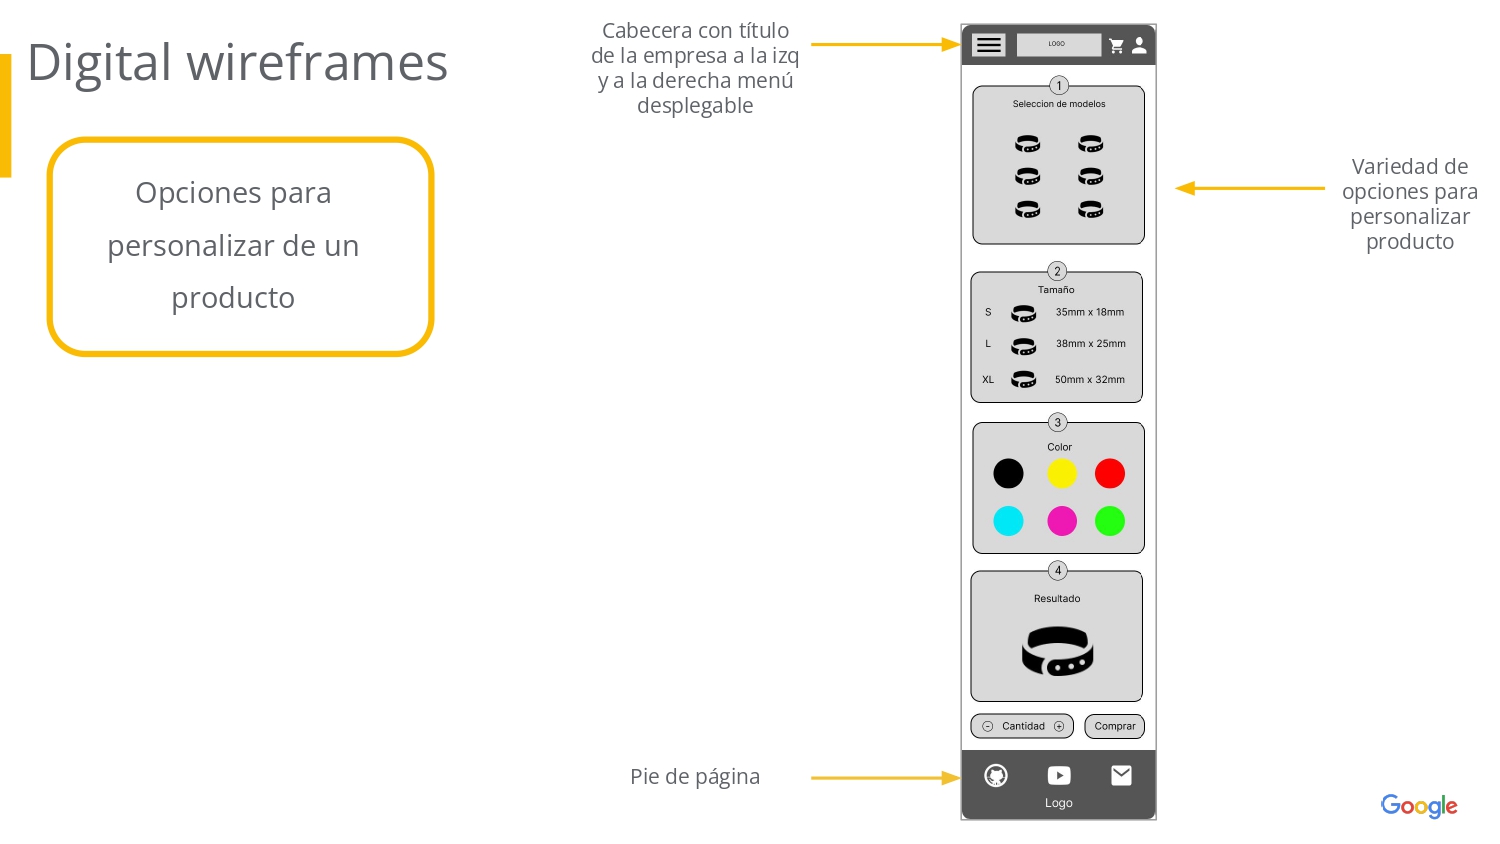 Digital wireframes
Opciones para
personalizar de un
producto
Cabecera con título
de la empresa a la izq
y a la derecha menú
desplegable
LOGO
1
Seleccion de modelos
Variedad de
opciones para
personalizar
producto
2
Tamaño
S 35mm x 18mm
L 38mm x 25mm
XL 50mm x 32mm
3
Color
4
Resultado
- Cantidad + Comprar
Pie de página
Logo
Google